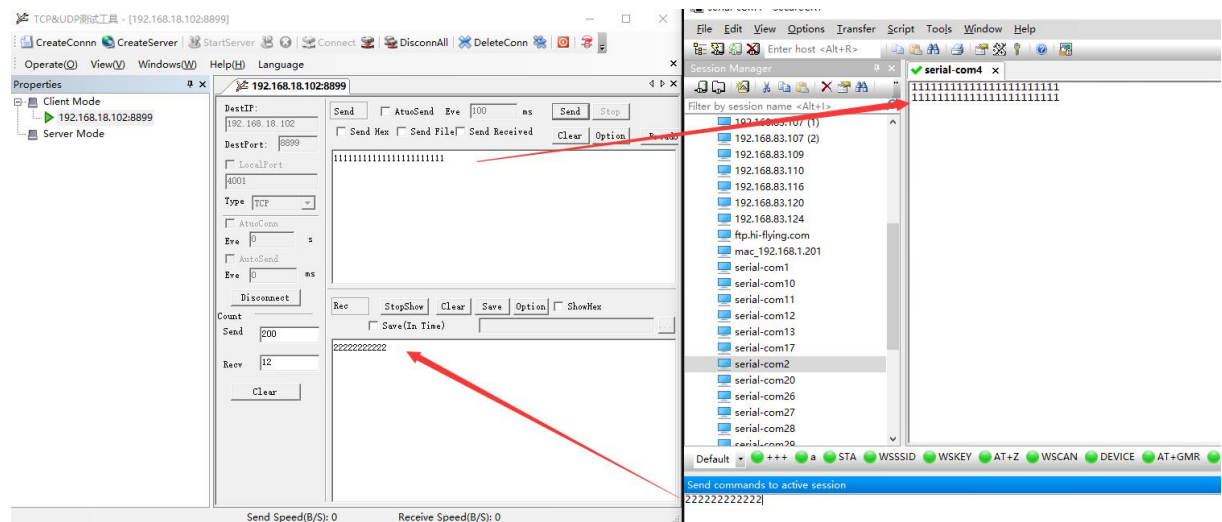 TCP&UDP测试工具 - [192.168.18.102:8899]
CreateConnn CreateServer StartServer Connect DisconnAll DeleteConn
Operate(O) View(V) Windows(W) Help(H) Language
Properties
Client Mode
192.168.18.102:8899
Server Mode
192.168.18.102:8899
DestIP:
192.168.18.102
DestPort: 8899
LocalPort
4001
Type TCP
AtuoConn
Eve 0 s
AutoSend
Eve 0 ms
Disconnect
Count
Send 200
Recv 12
Clear
Send AtuoSend Eve 100 ms Send Stop
Send Hex Send File Send Received Clear Option
1111111111111111111111111
Rec StopShow Clear Save Option ShowHex
Save(In Time) ...
222222222222
Send Speed(B/S): 0 Receive Speed(B/S): 0
File Edit View Options Transfer Script Tools Window Help
Enter host <Alt+R>
Session Manager
Filter by session name <Alt+I>
192.168.83.107 (1)
192.168.83.107 (2)
192.168.83.109
192.168.83.110
192.168.83.116
192.168.83.120
192.168.83.124
ftp.hi-flying.com
mac_192.168.1.201
serial-com1
serial-com10
serial-com11
serial-com12
serial-com13
serial-com17
serial-com2
serial-com20
serial-com26
serial-com27
serial-com28
serial-com29
serial-com4
1111111111111111111111111
1111111111111111111111111
Default +++ a STA WSSSID WSKEY AT+Z WSCAN DEVICE AT+GMR
Send commands to active session
222222222222